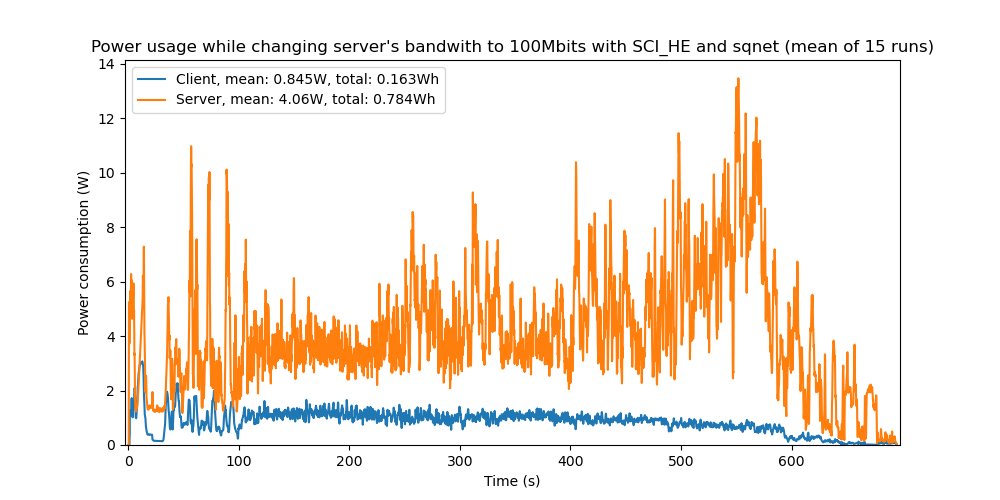 Power usage while changing server's bandwith to 100Mbits with SCI_HE and sqnet (mean of 15 runs)
Client, mean: 0.845W, total: 0.163Wh
Server, mean: 4.06W, total: 0.784Wh
Power consumption (W)
14
12
10
8
6
4
2
0
0 100 200 300 400 500 600
Time (s)